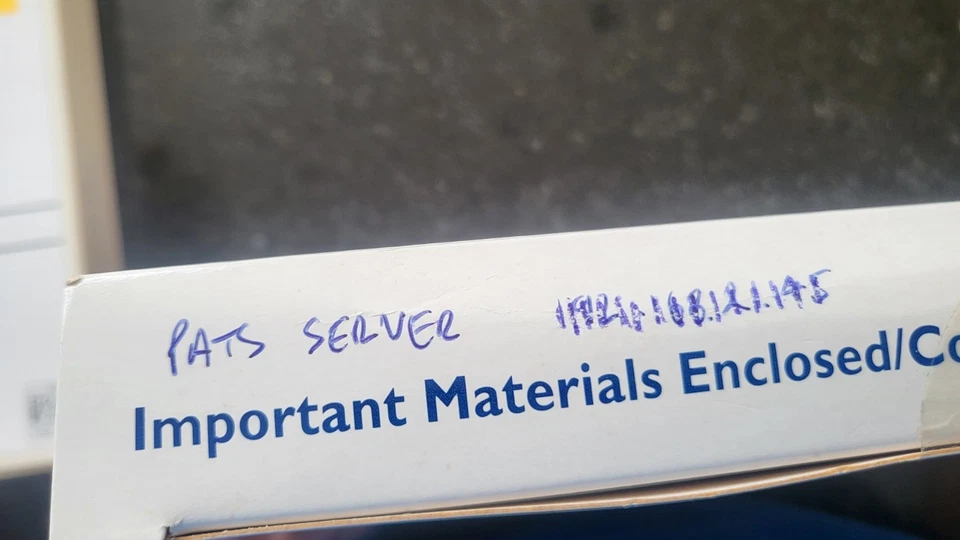 PATS SERVER
Important Materials Enclosed/Co